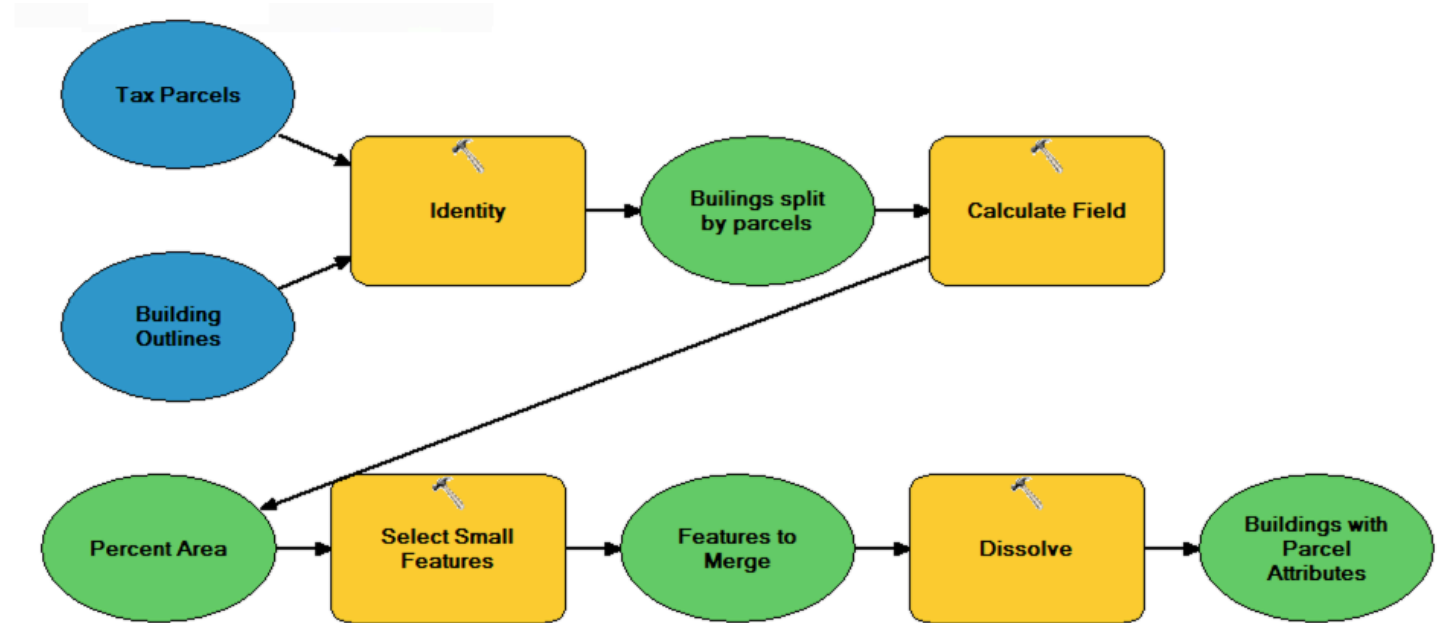 Tax Parcels
Identity
Builings split
by parcels
Calculate Field
Building
Outlines
Percent Area
Select Small
Features
Features to
Merge
Dissolve
Buildings with
Parcel
Attributes